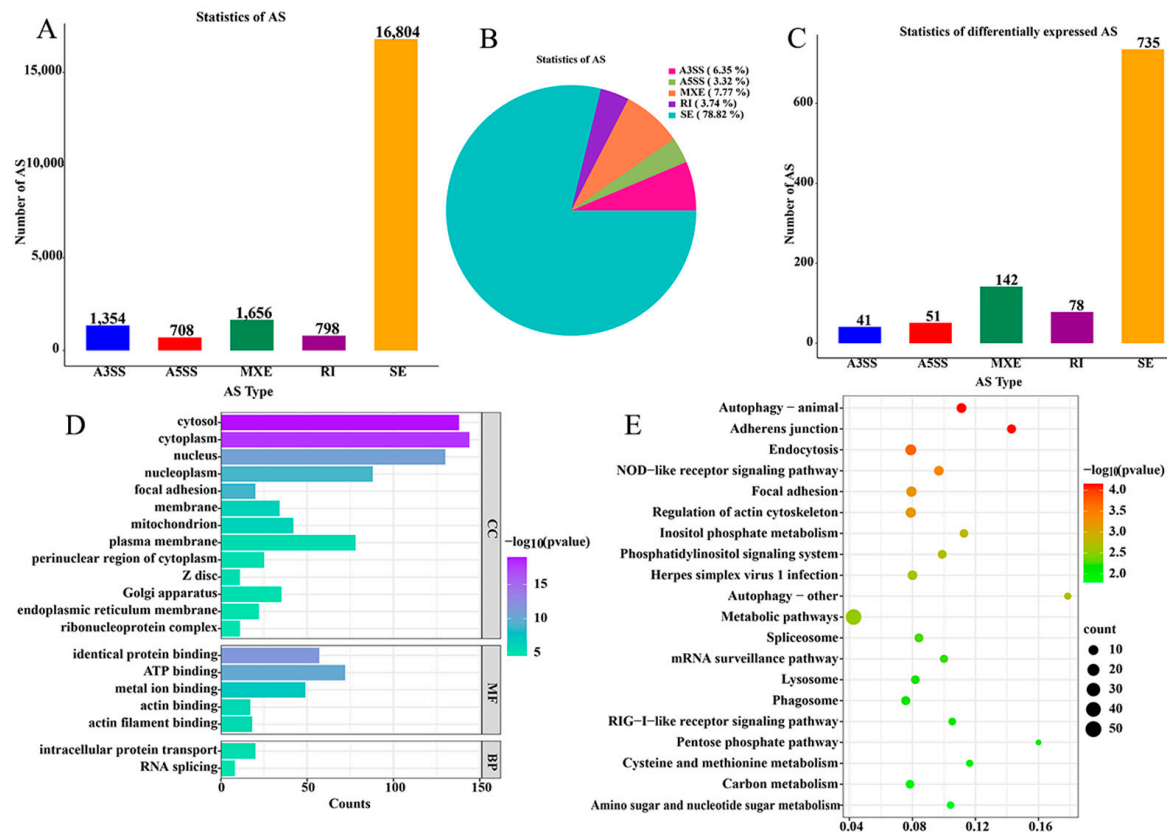 A
Statistics of AS
Number of AS
15,000
10,000
5,000
0
1,354
708
1,656
798
16,804
A3SS
A5SS
MXE
RI
SE
AS Type
B
Statistics of AS
A3SS ( 6.35 %)
A5SS ( 3.32 %)
MXE ( 7.77 %)
RI ( 3.74 %)
SE ( 78.82 %)
C
Statistics of differentially expressed AS
Number of AS
600
400
200
0
41
51
142
78
735
A3SS
A5SS
MXE
RI
SE
AS Type
D
cytosol
cytoplasm
nucleus
nucleoplasm
focal adhesion
membrane
mitochondrion
plasma membrane
perinuclear region of cytoplasm
Z disc
Golgi apparatus
endoplasmic reticulum membrane
ribonucleoprotein complex
CC
identical protein binding
ATP binding
metal ion binding
actin binding
actin filament binding
MF
intracellular protein transport
RNA splicing
BP
0
50
100
150
Counts
−log10(pvalue)
15
10
5
E
Autophagy − animal
Adherens junction
Endocytosis
NOD−like receptor signaling pathway
Focal adhesion
Regulation of actin cytoskeleton
Inositol phosphate metabolism
Phosphatidylinositol signaling system
Herpes simplex virus 1 infection
Autophagy − other
Metabolic pathways
Spliceosome
mRNA surveillance pathway
Lysosome
Phagosome
RIG−I−like receptor signaling pathway
Pentose phosphate pathway
Cysteine and methionine metabolism
Carbon metabolism
Amino sugar and nucleotide sugar metabolism
0.04
0.08
0.12
0.16
−log10(pvalue)
4.0
3.5
3.0
2.5
2.0
count
10
20
30
40
50